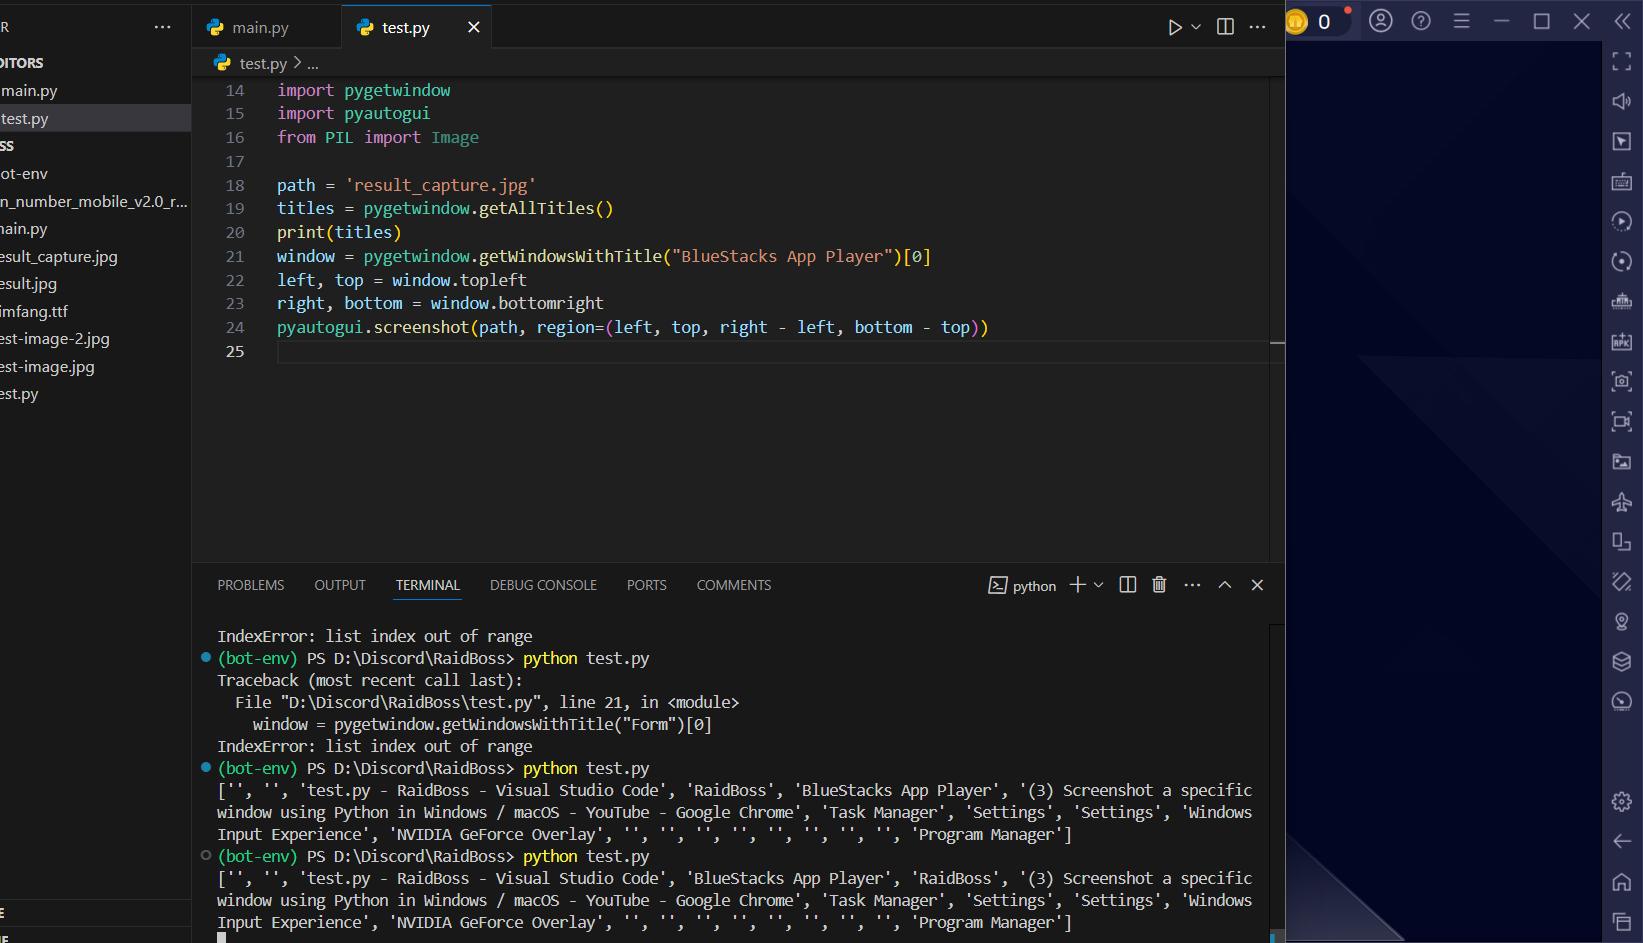 R
main.py
test.py
0
DITORS
main.py
test.py
SS
ot-env
n_number_mobile_v2.0_r...
nain.py
esult_capture.jpg
esult.jpg
imfang.ttf
est-image-2.jpg
est-image.jpg
est.py
test.py > ...
14 import pygetwindow
15 import pyautogui
16 from PIL import Image
17
18 path = 'result_capture.jpg'
19 titles = pygetwindow.getAllTitles()
20 print(titles)
21 window = pygetwindow.getWindowsWithTitle("BlueStacks App Player")[0]
22 left, top = window.topleft
23 right, bottom = window.bottomright
24 pyautogui.screenshot(path, region=(left, top, right - left, bottom - top))
25
PROBLEMS OUTPUT TERMINAL DEBUG CONSOLE PORTS COMMENTS
python
IndexError: list index out of range
(bot-env) PS D:\Discord\RaidBoss> python test.py
Traceback (most recent call last):
File "D:\Discord\RaidBoss\test.py", line 21, in <module>
window = pygetwindow.getWindowsWithTitle("Form")[0]
IndexError: list index out of range
(bot-env) PS D:\Discord\RaidBoss> python test.py
['', '', 'test.py - RaidBoss - Visual Studio Code', 'RaidBoss', 'BlueStacks App Player', '(3) Screenshot a specific
window using Python in Windows / macOS - YouTube - Google Chrome', 'Task Manager', 'Settings', 'Settings', 'Windows
Input Experience', 'NVIDIA GeForce Overlay', '', '', '', '', '', '', '', '', 'Program Manager']
(bot-env) PS D:\Discord\RaidBoss> python test.py
['', '', 'test.py - RaidBoss - Visual Studio Code', 'BlueStacks App Player', 'RaidBoss', '(3) Screenshot a specific
window using Python in Windows / macOS - YouTube - Google Chrome', 'Task Manager', 'Settings', 'Settings', 'Windows
Input Experience', 'NVIDIA GeForce Overlay', '', '', '', '', '', '', '', '', 'Program Manager']
E
APK